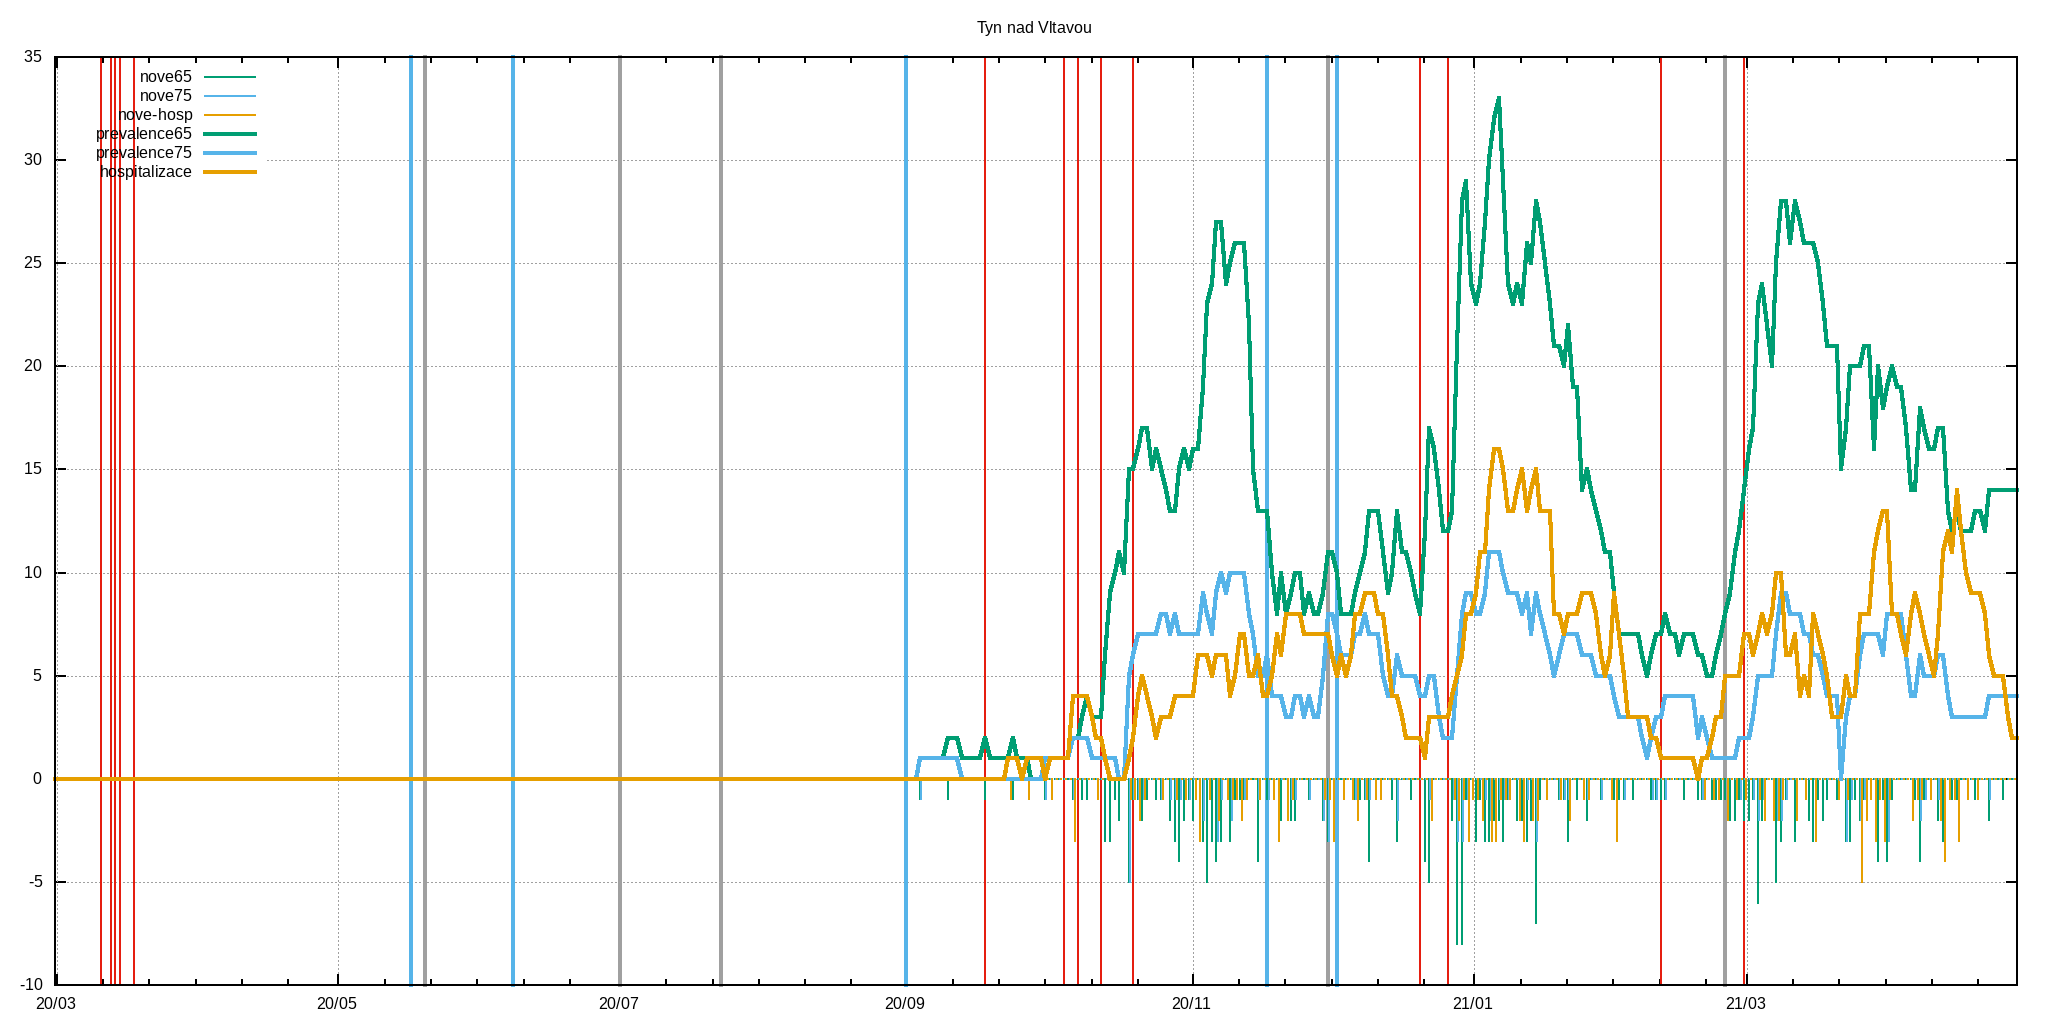 Tyn nad Vltavou
35
30
25
20
15
10
5
0
-5
-10
nove65
nove75
nove-hosp
prevalence65
prevalence75
hospitalizace
20/03 20/05 20/07 20/09 20/11 21/01 21/03